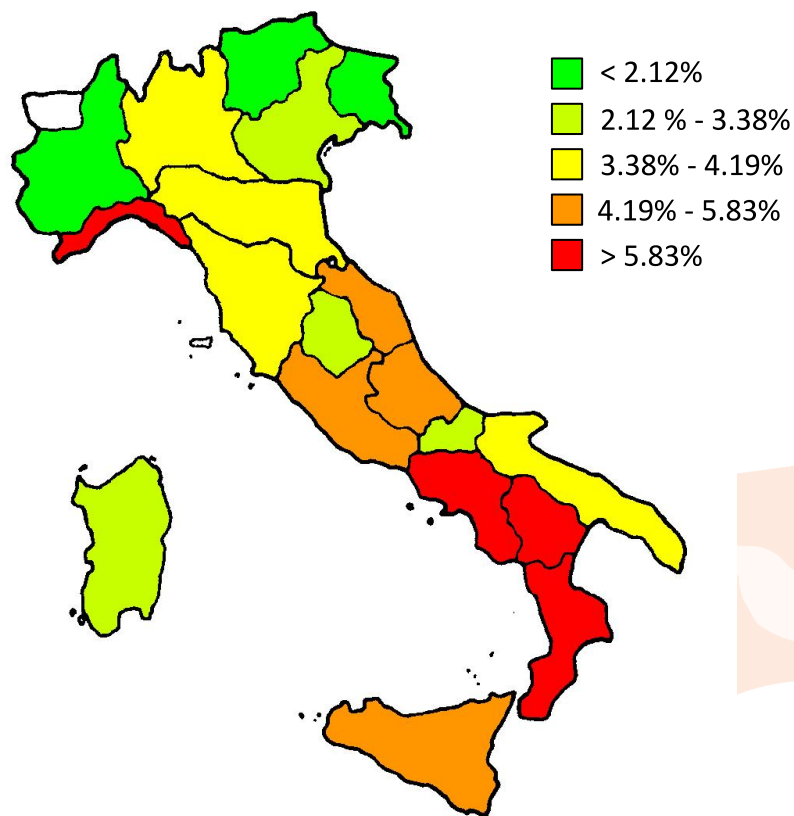 < 2.12%
2.12 % - 3.38%
3.38% - 4.19%
4.19% - 5.83%
> 5.83%